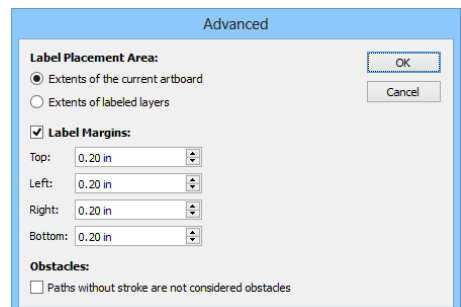 Advanced
Label Placement Area:
Extents of the current artboard
Extents of labeled layers
OK
Cancel
Label Margins:
Top: 0.20 in
Left: 0.20 in
Right: 0.20 in
Bottom: 0.20 in
Obstacles:
Paths without stroke are not considered obstacles